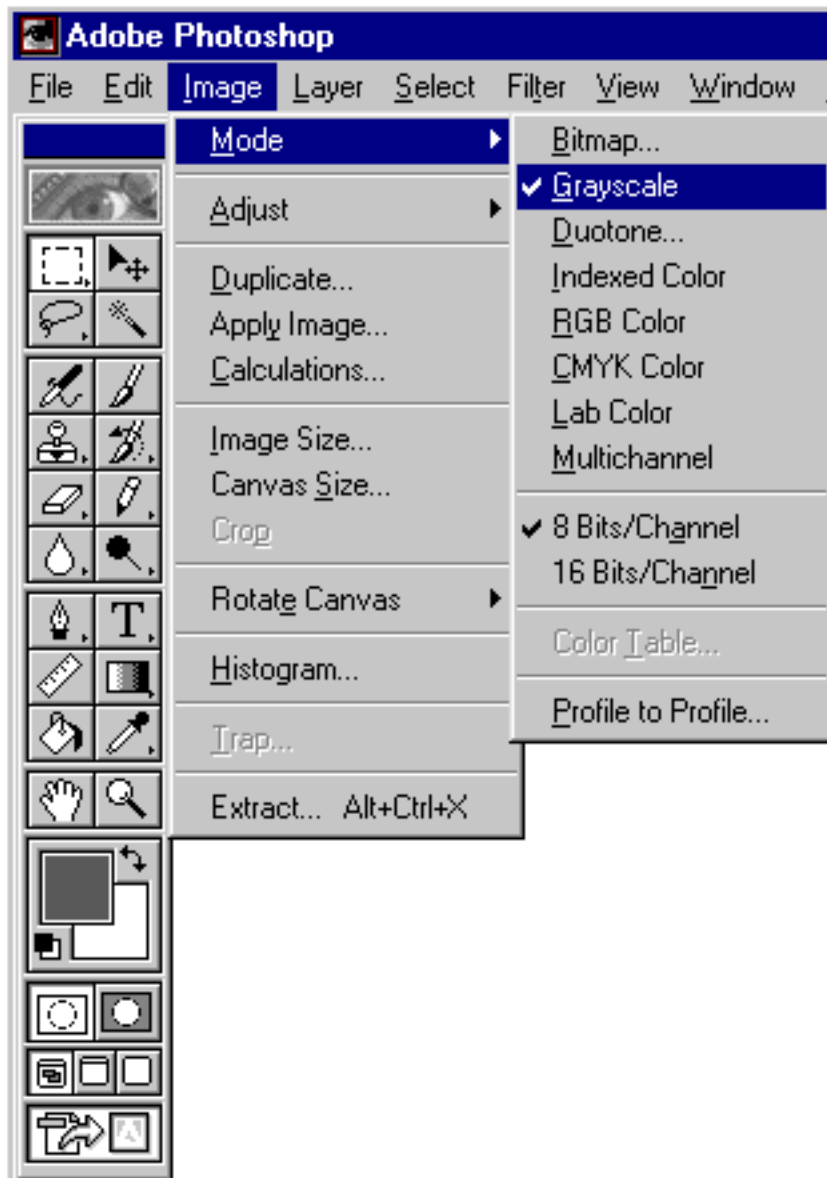 Adobe Photoshop
File Edit Image Layer Select Filter View Window
Mode
Adjust
Duplicate...
Apply Image...
Calculations...
Image Size...
Canvas Size...
Crop
Rotate Canvas
Histogram...
Trap...
Extract... Alt+Ctrl+X
Bitmap...
Grayscale
Duotone...
Indexed Color
RGB Color
CMYK Color
Lab Color
Multichannel
8 Bits/Channel
16 Bits/Channel
Color Table...
Profile to Profile...
T